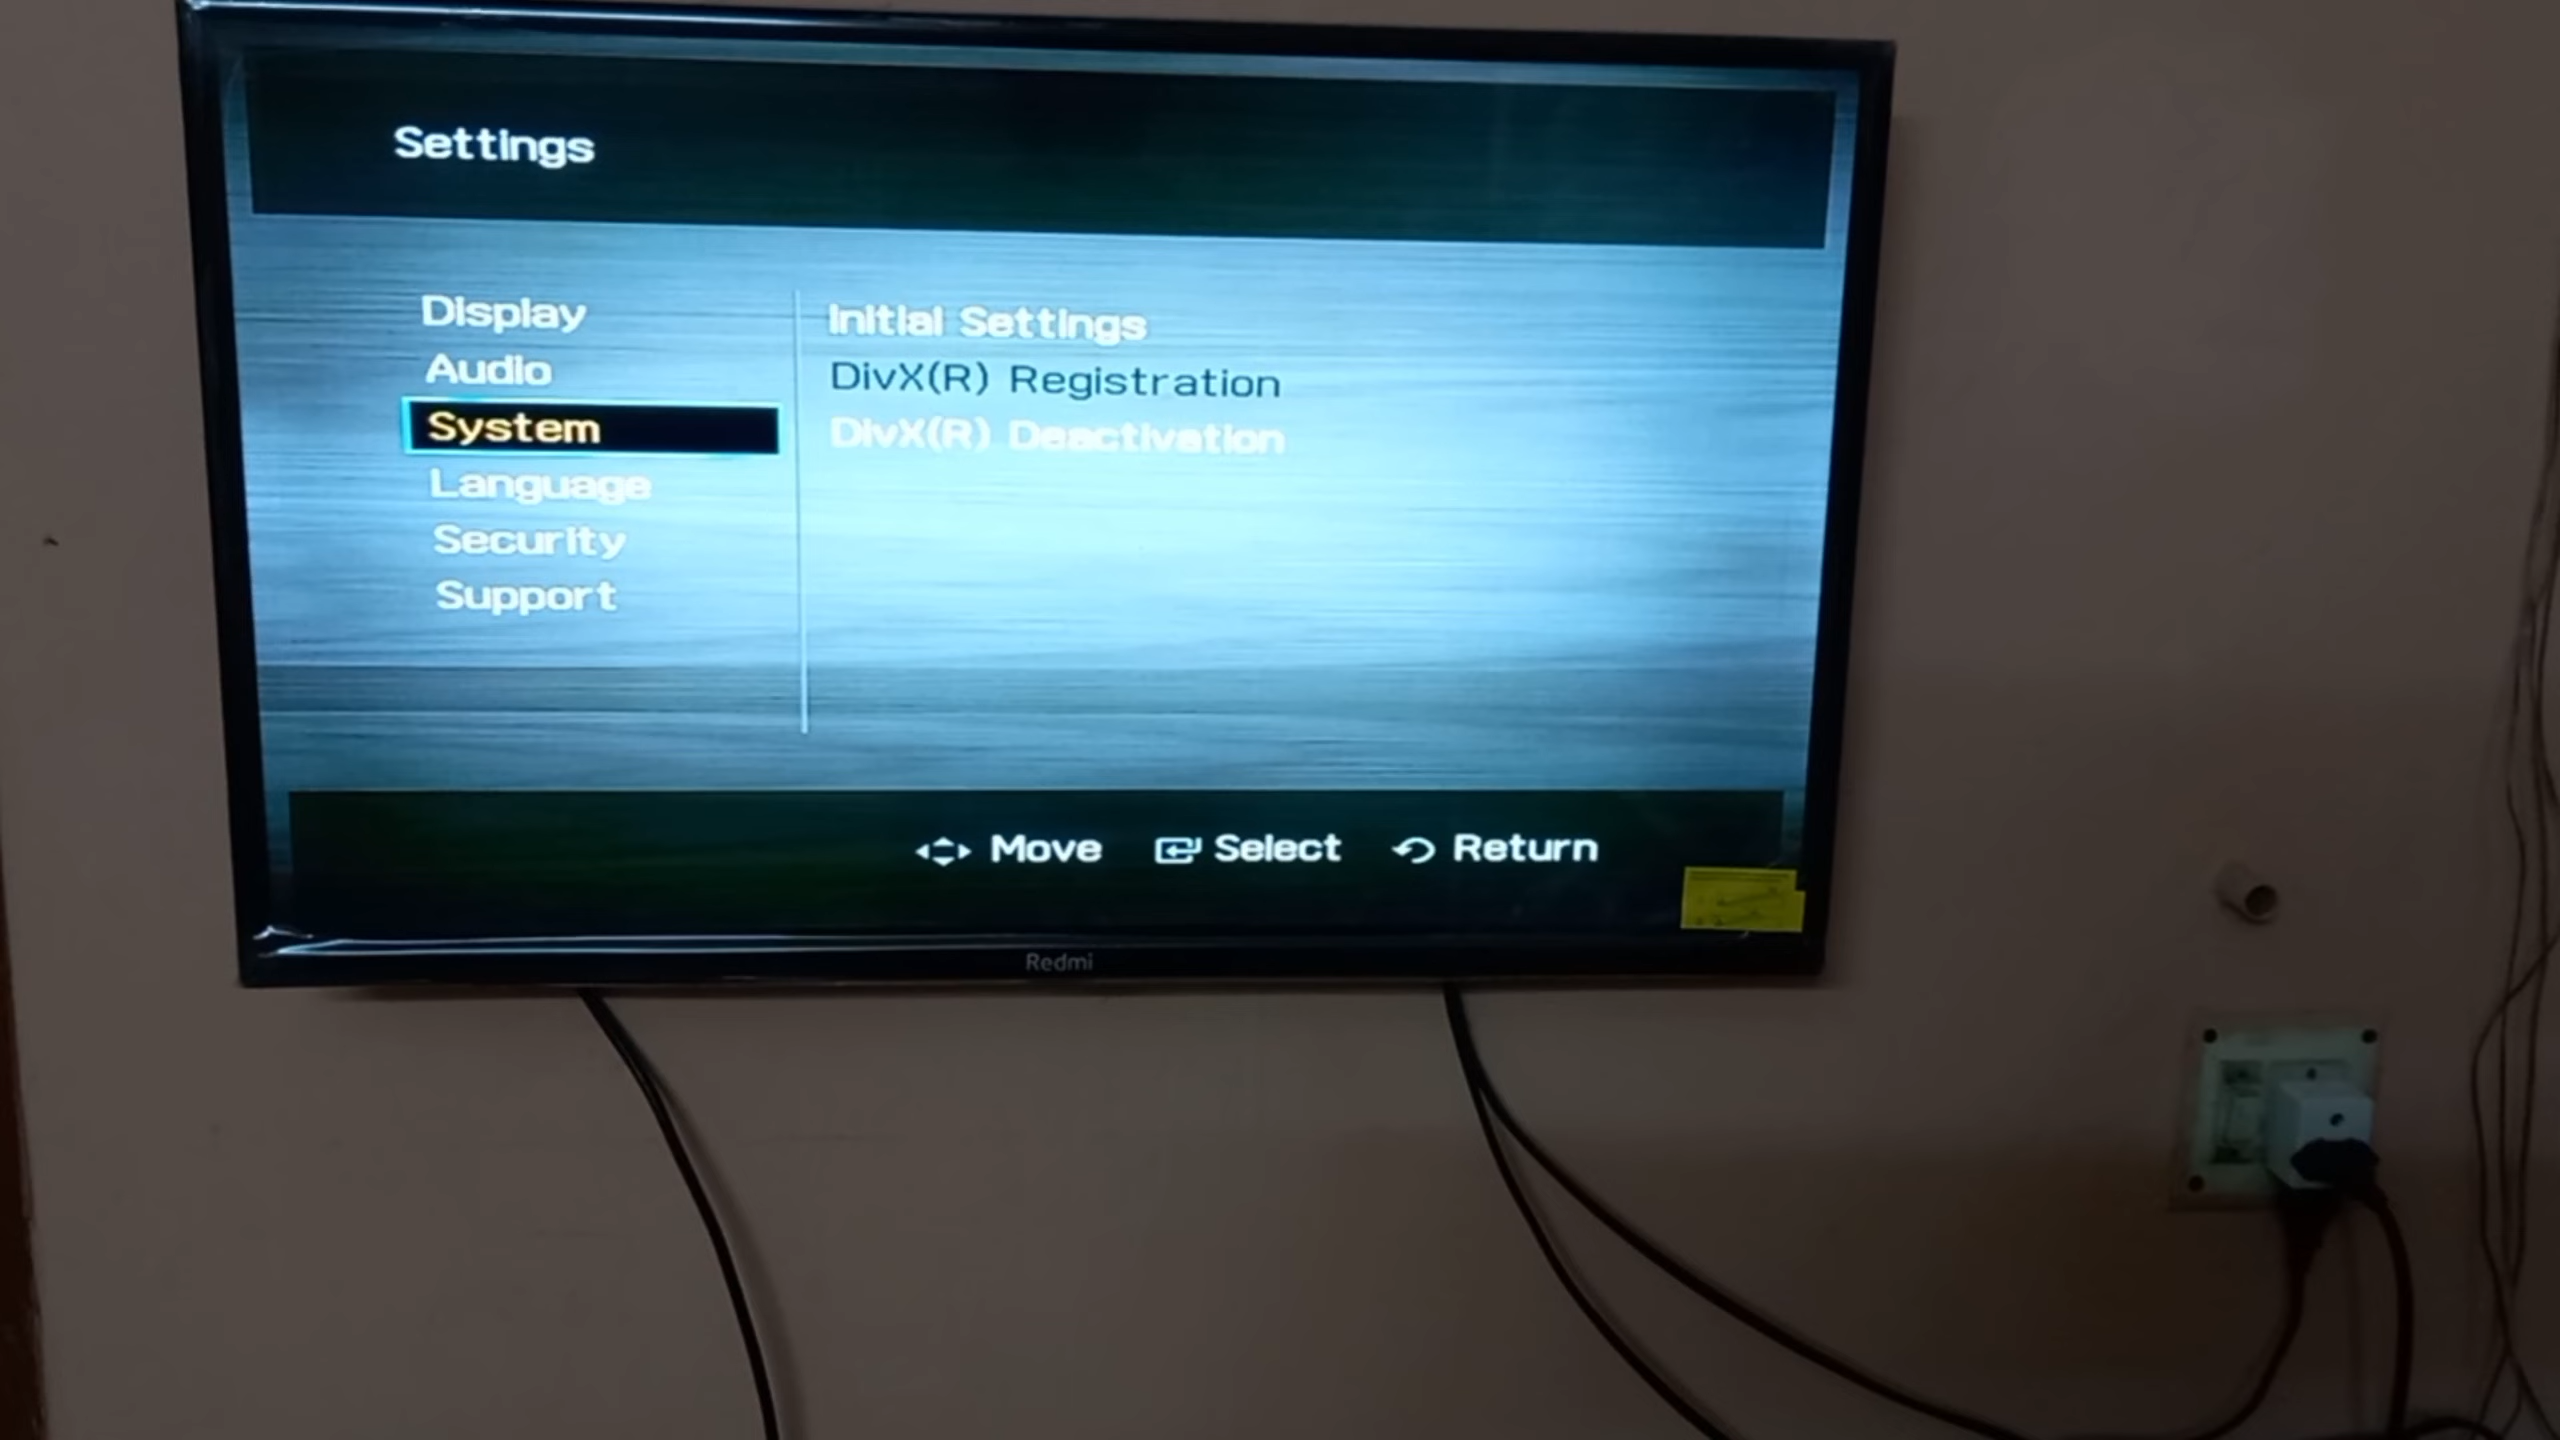 Settings
Display
Audio
System
Language
Security
Support
Initial Settings
DivX(R) Registration
DivX(R) Deactivation
Move Select Return
Redmi